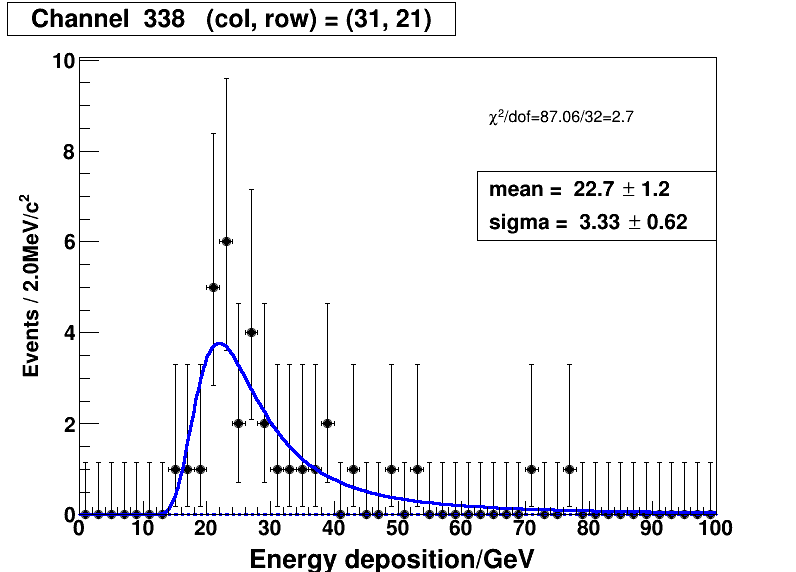 Channel 338 (col, row) = (31, 21)
10
8
6
4
2
0
Events / 2.0MeV/c²
χ²/dof=87.06/32=2.7
mean = 22.7 ± 1.2
sigma = 3.33 ± 0.62
0 10 20 30 40 50 60 70 80 90 100
Energy deposition/GeV